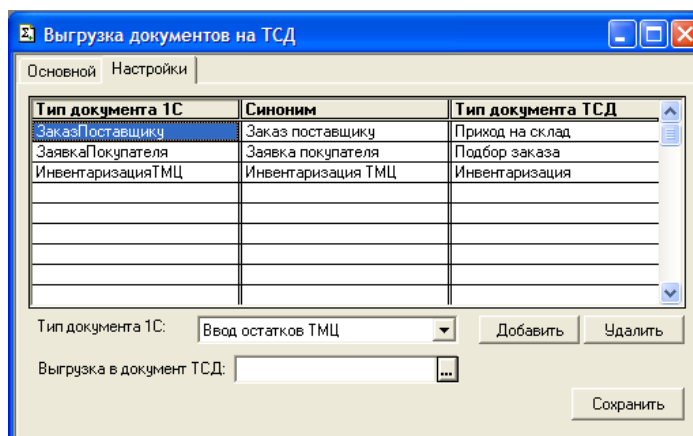 Выгрузка документов на ТСД
Основной Настройки
Тип документа 1С Синоним Тип документа ТСД
ЗаказПоставщику Заказ поставщику Приход на склад
ЗаявкаПокупателя Заявка покупателя Подбор заказа
ИнвентаризацияТМЦ Инвентаризация ТМЦ Инвентаризация
Тип документа 1С: Ввод остатков ТМЦ Добавить Удалить
Выгрузка в документ ТСД: ...
Сохранить